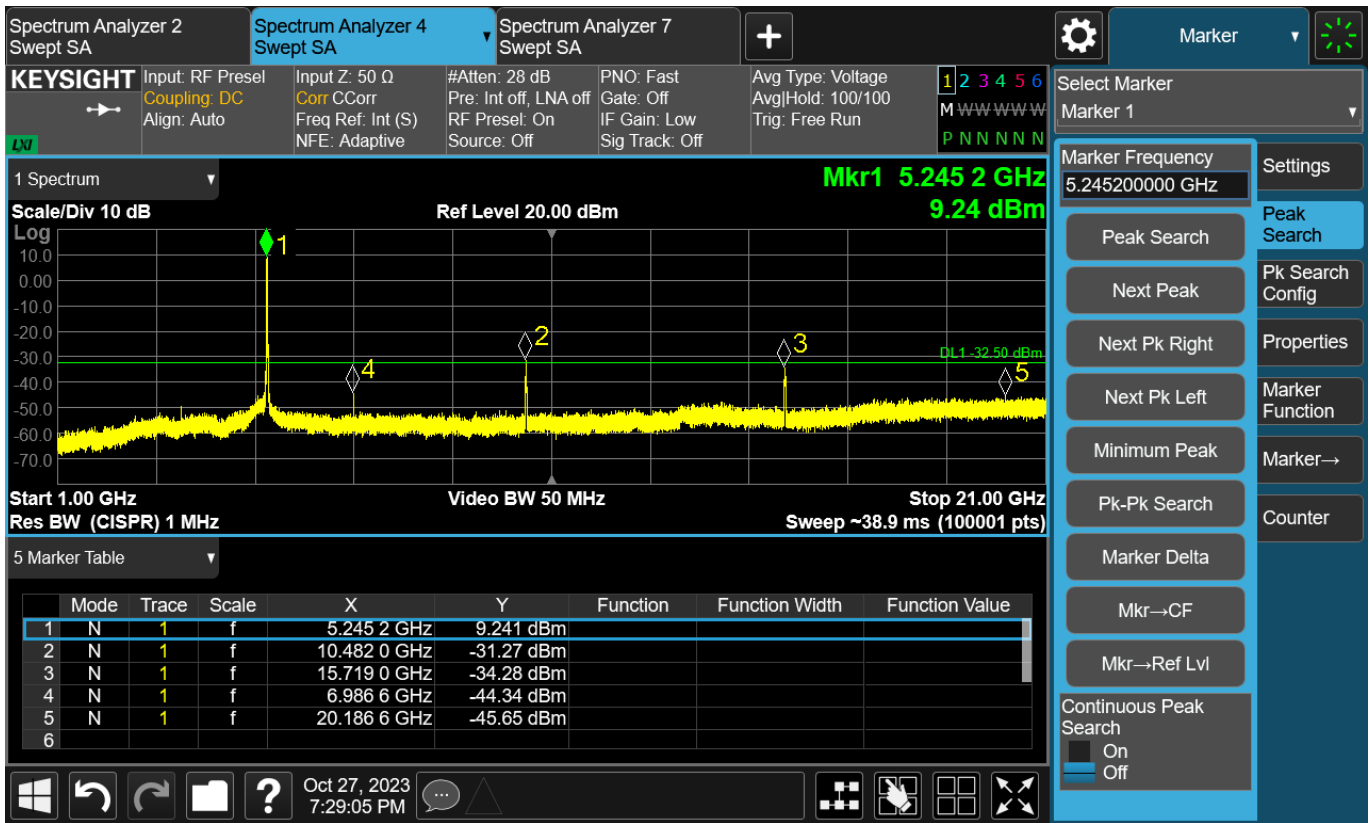 Spectrum Analyzer 2
Swept SA
Spectrum Analyzer 4
Swept SA
Spectrum Analyzer 7
Swept SA
Marker
KEYSIGHT
LXI
Input: RF Presel
Coupling: DC
Align: Auto
Input Z: 50 Ω
Corr CCorr
Freq Ref: Int (S)
NFE: Adaptive
#Atten: 28 dB
Pre: Int off, LNA off
RF Presel: On
Source: Off
PNO: Fast
Gate: Off
IF Gain: Low
Sig Track: Off
Avg Type: Voltage
Avg|Hold: 100/100
Trig: Free Run
1 2 3 4 5 6
M W W W W W
P N N N N N
Select Marker
Marker 1
1 Spectrum
Mkr1 5.245 2 GHz
9.24 dBm
Scale/Div 10 dB
Ref Level 20.00 dBm
Log
10.0
0.00
-10.0
-20.0
-30.0
-40.0
-50.0
-60.0
-70.0
1
2
3
4
5
DL1 -32.50 dBm
Start 1.00 GHz
Video BW 50 MHz
Stop 21.00 GHz
Res BW (CISPR) 1 MHz
Sweep ~38.9 ms (100001 pts)
5 Marker Table
Mode Trace Scale X Y Function Function Width Function Value
1 N 1 f 5.245 2 GHz 9.241 dBm
2 N 1 f 10.482 0 GHz -31.27 dBm
3 N 1 f 15.719 0 GHz -34.28 dBm
4 N 1 f 6.986 6 GHz -44.34 dBm
5 N 1 f 20.186 6 GHz -45.65 dBm
6
Marker Frequency
5.245200000 GHz
Peak Search
Next Peak
Next Pk Right
Next Pk Left
Minimum Peak
Pk-Pk Search
Marker Delta
Mkr→CF
Mkr→Ref Lvl
Continuous Peak
Search
On
Off
Settings
Peak
Search
Pk Search
Config
Properties
Marker
Function
Marker→
Counter
?
Oct 27, 2023
7:29:05 PM